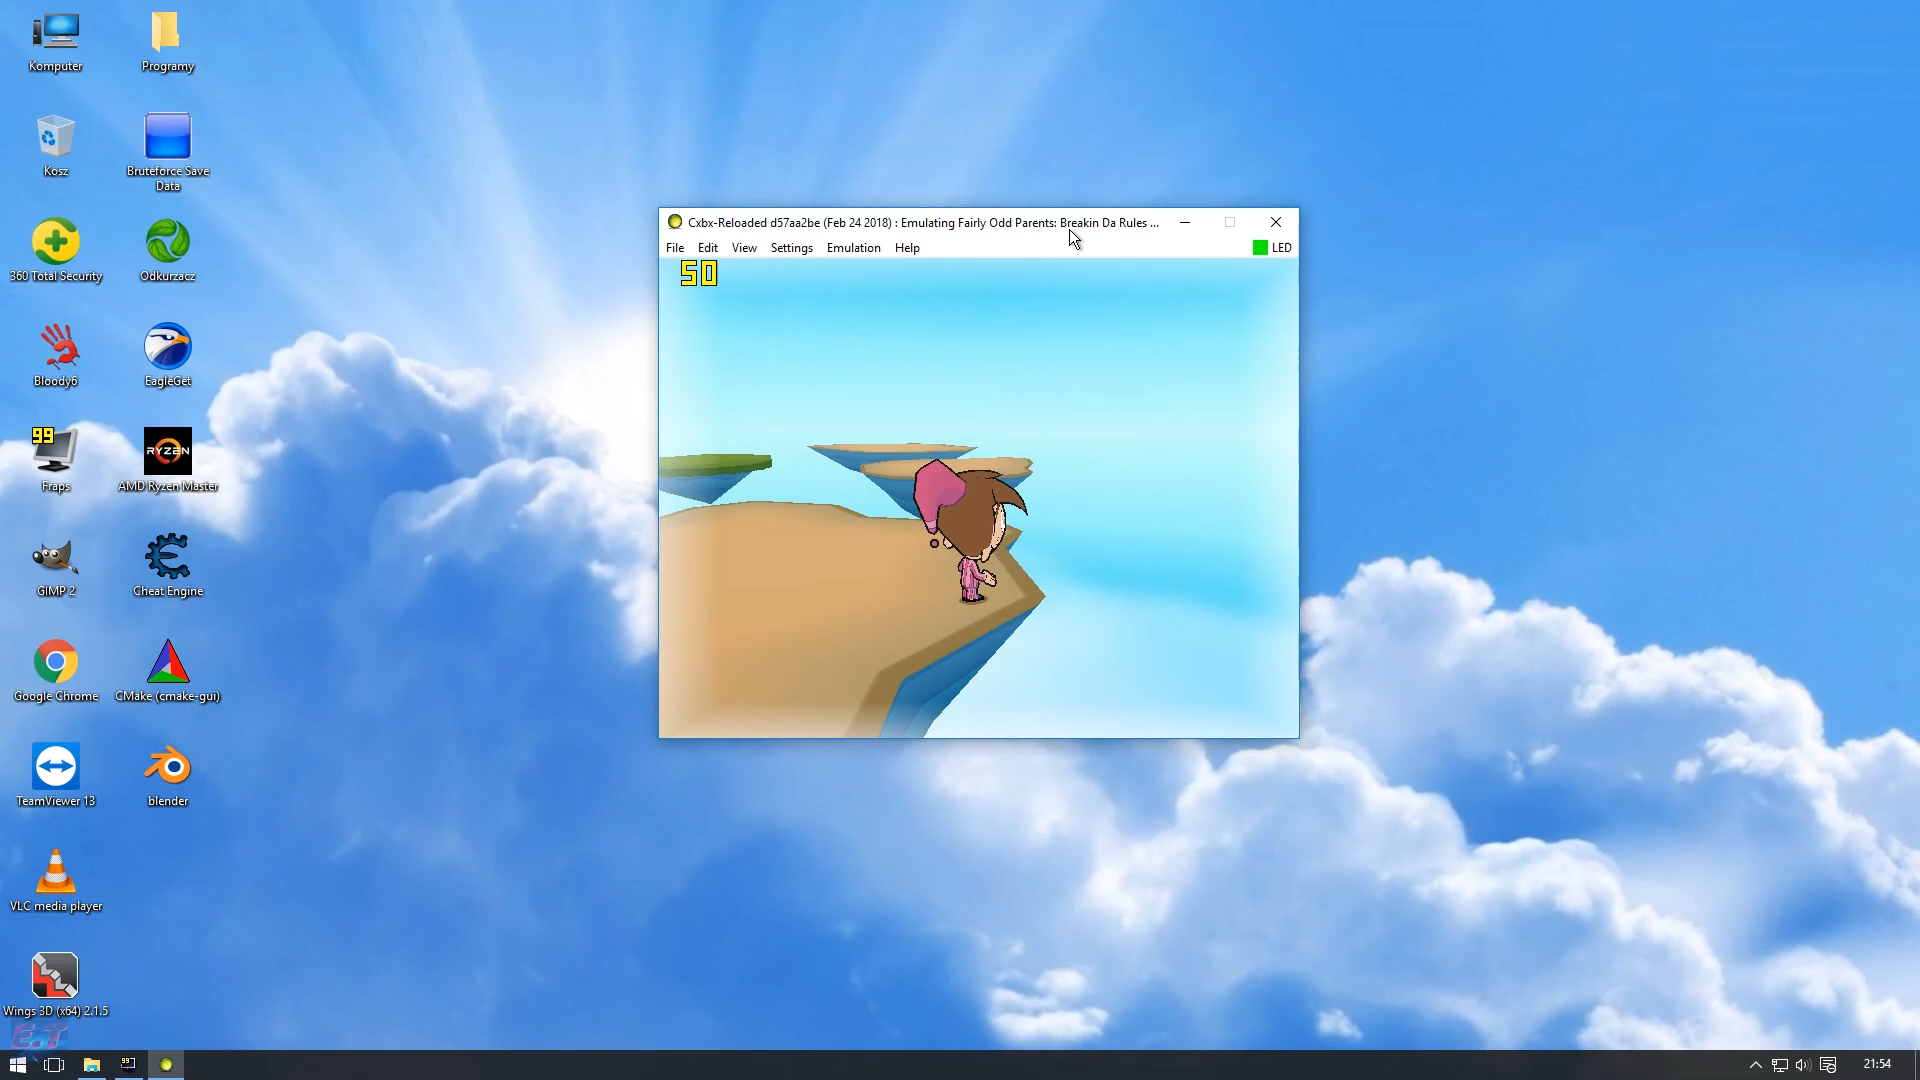 Komputer
Programy
Kosz
Bruteforce Save
Data
360 Total Security
Odkurzacz
Bloody6
EagleGet
99
Fraps
RYZEN
AMD Ryzen Master
GIMP 2
Cheat Engine
Google Chrome
CMake (cmake-gui)
TeamViewer 13
blender
VLC media player
Wings 3D (x64) 2.1.5
E.T
Cxbx-Reloaded d57aa2be (Feb 24 2018) : Emulating Fairly Odd Parents: Breakin Da Rules ...
File Edit View Settings Emulation Help LED
50
99
21:54